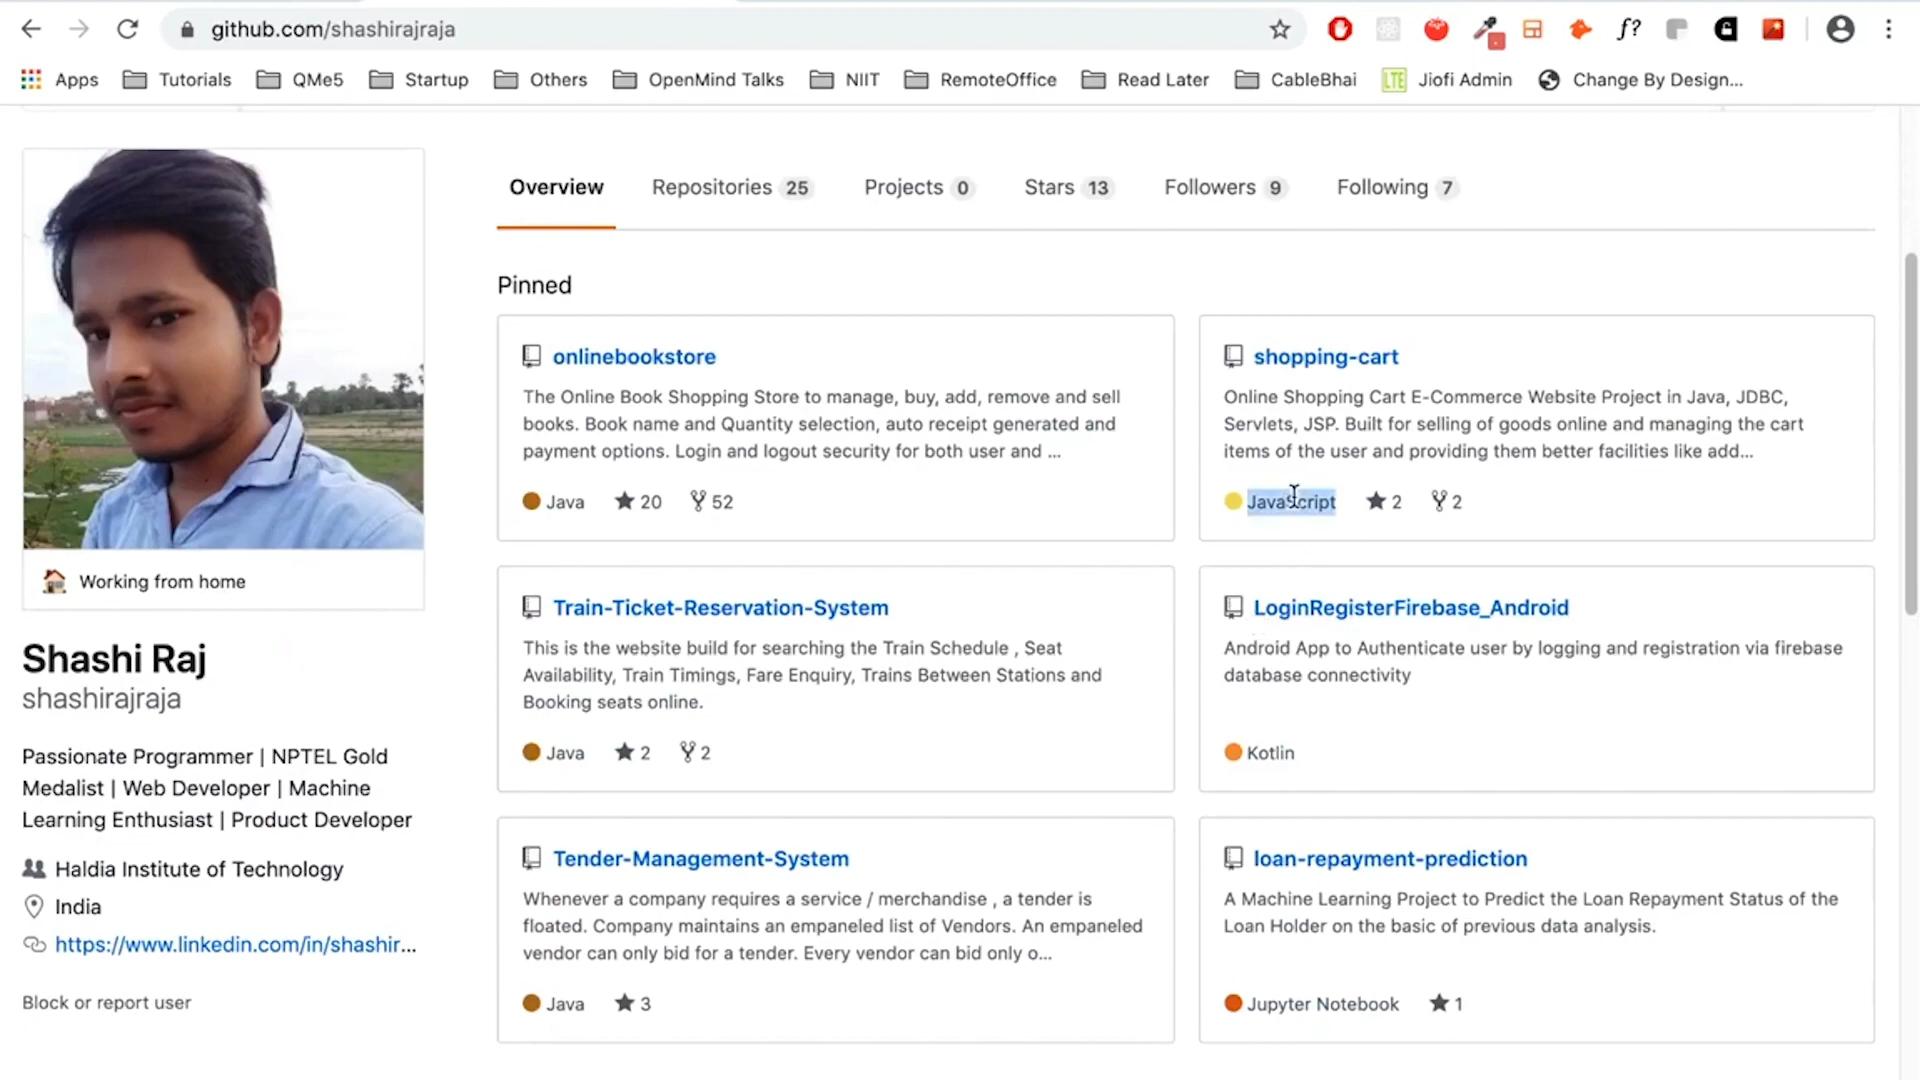 github.com/shashirajraja
f?
Apps
Tutorials
QMe5
Startup
Others
OpenMind Talks
NIIT
RemoteOffice
Read Later
CableBhai
LTE
Jiofi Admin
Change By Design...
Overview
Repositories 25
Projects 0
Stars 13
Followers 9
Following 7
Working from home
Shashi Raj
shashirajraja
Passionate Programmer | NPTEL Gold
Medalist | Web Developer | Machine
Learning Enthusiast | Product Developer
Haldia Institute of Technology
India
https://www.linkedin.com/in/shashir...
Block or report user
Pinned
onlinebookstore
The Online Book Shopping Store to manage, buy, add, remove and sell
books. Book name and Quantity selection, auto receipt generated and
payment options. Login and logout security for both user and ...
Java 20 52
shopping-cart
Online Shopping Cart E-Commerce Website Project in Java, JDBC,
Servlets, JSP. Built for selling of goods online and managing the cart
items of the user and providing them better facilities like add...
JavaScript 2 2
Train-Ticket-Reservation-System
This is the website build for searching the Train Schedule , Seat
Availability, Train Timings, Fare Enquiry, Trains Between Stations and
Booking seats online.
Java 2 2
LoginRegisterFirebase_Android
Android App to Authenticate user by logging and registration via firebase
database connectivity
Kotlin
Tender-Management-System
Whenever a company requires a service / merchandise , a tender is
floated. Company maintains an empaneled list of Vendors. An empaneled
vendor can only bid for a tender. Every vendor can bid only o...
Java 3
loan-repayment-prediction
A Machine Learning Project to Predict the Loan Repayment Status of the
Loan Holder on the basic of previous data analysis.
Jupyter Notebook 1